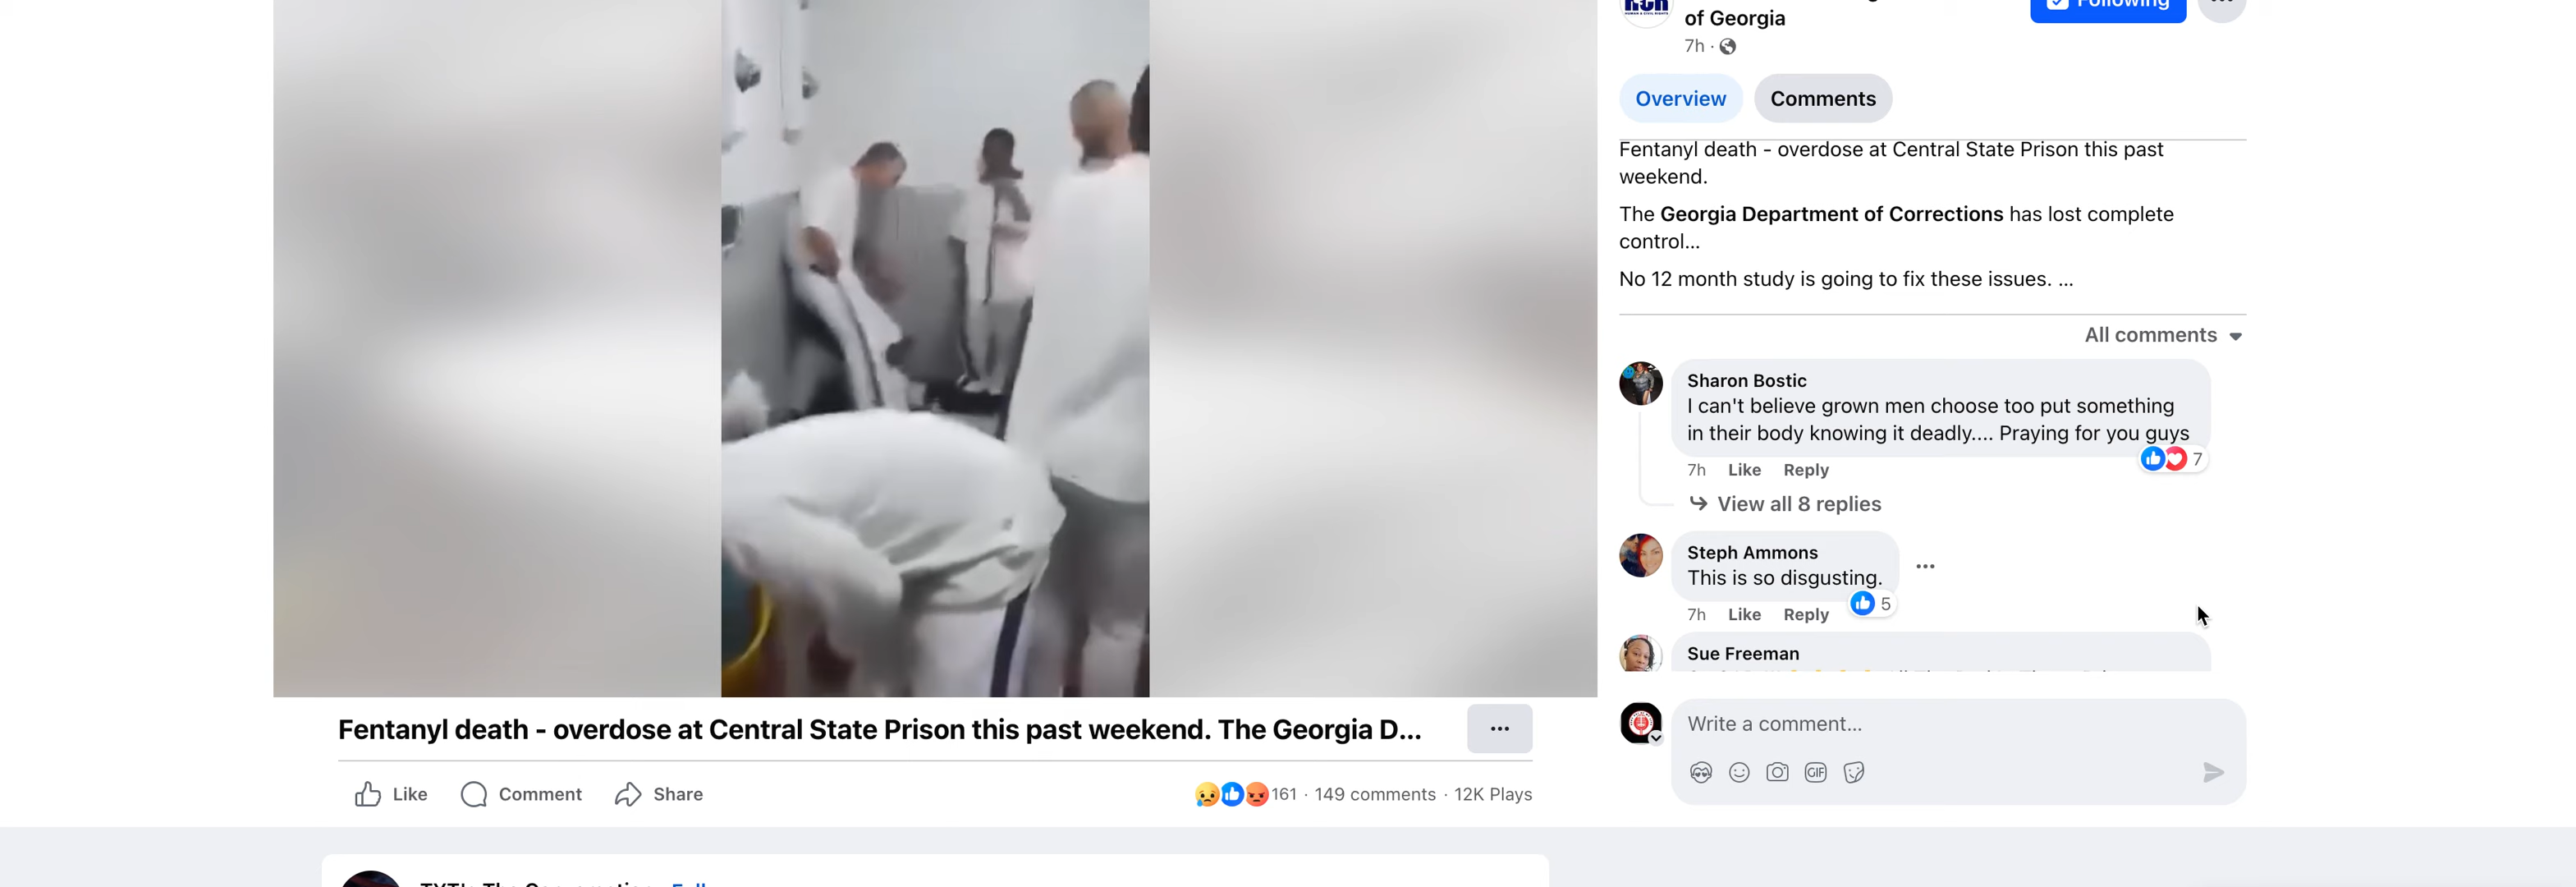 of Georgia
Following
7h ·
Overview
Comments
Fentanyl death - overdose at Central State Prison this past
weekend.
The Georgia Department of Corrections has lost complete
control...
No 12 month study is going to fix these issues. ...
All comments
Sharon Bostic
I can't believe grown men choose too put something
in their body knowing it deadly.... Praying for you guys
7
7h Like Reply
View all 8 replies
Steph Ammons
This is so disgusting.
5
7h Like Reply
Sue Freeman
Write a comment...
GIF
Fentanyl death - overdose at Central State Prison this past weekend. The Georgia D...
Like
Comment
Share
161 · 149 comments · 12K Plays